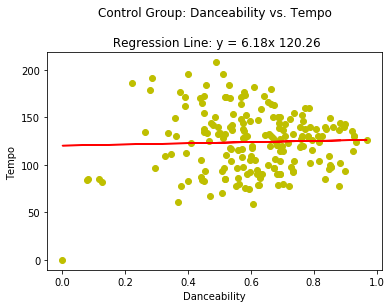 Control Group: Danceability vs. Tempo
Regression Line: y = 6.18x 120.26
200
150
100
50
0
Tempo
0.0 0.2 0.4 0.6 0.8 1.0
Danceability